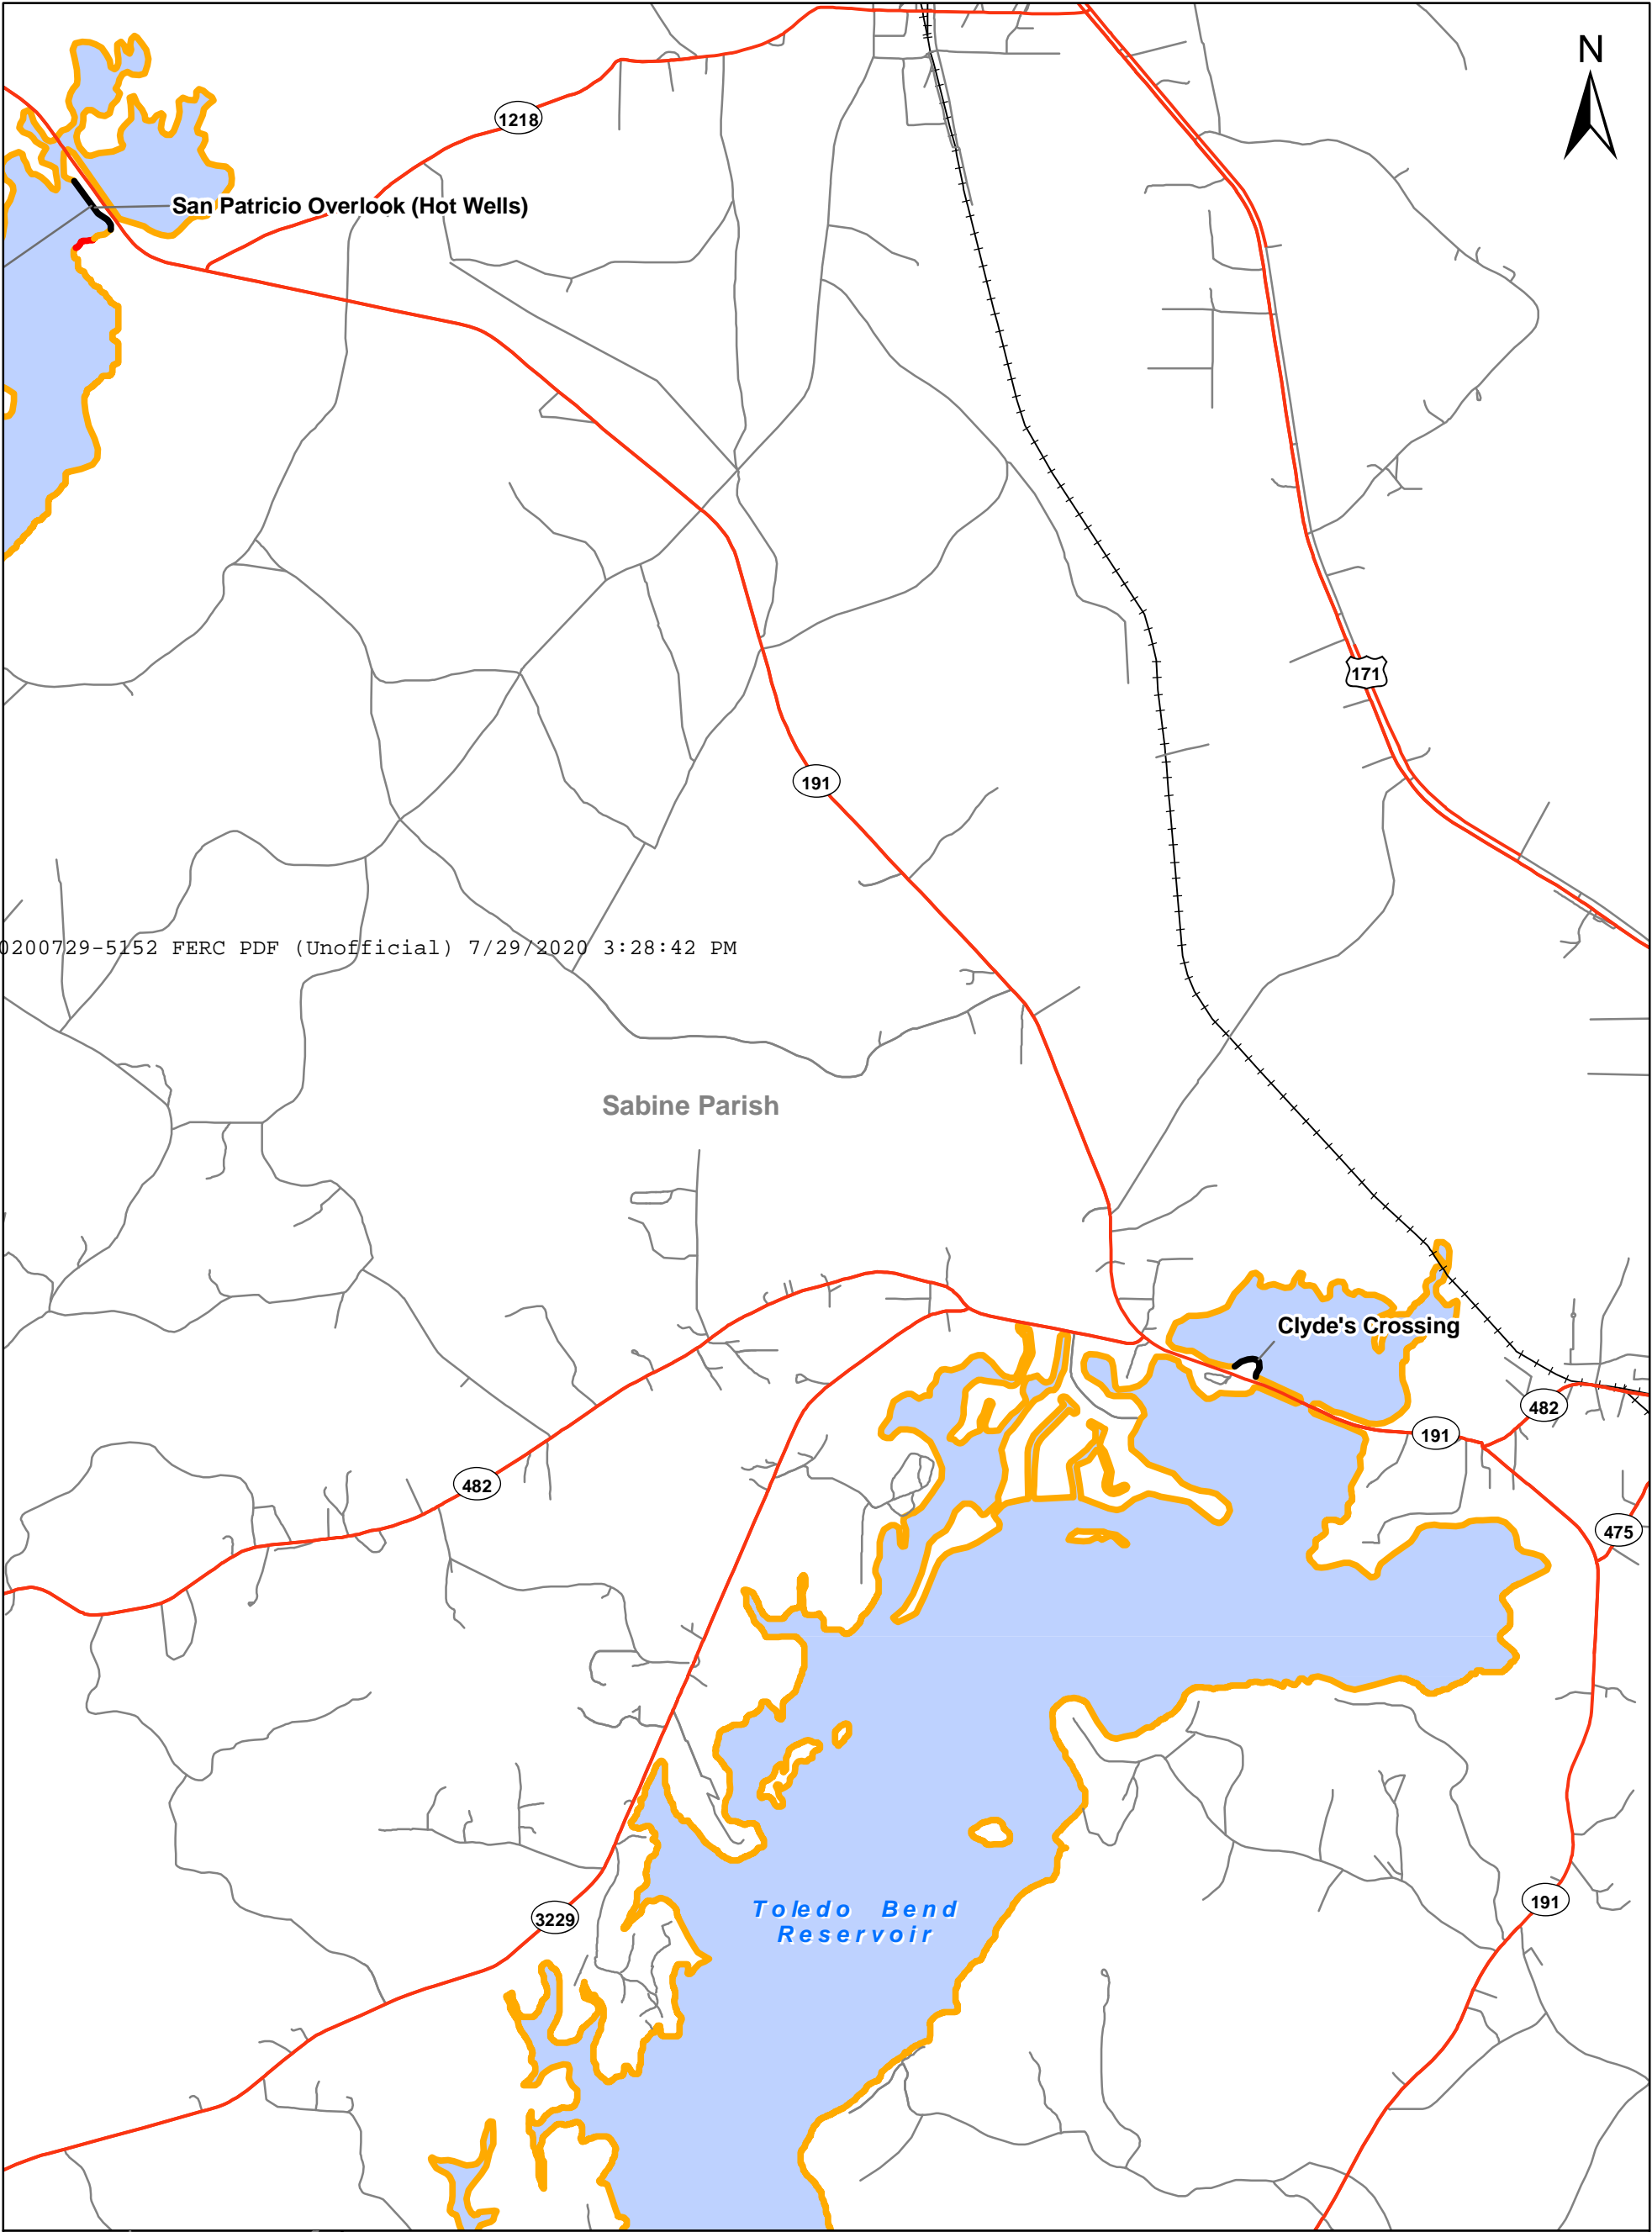 N
1218
San Patricio Overlook (Hot Wells)
171
191
0200729-5152 FERC PDF (Unofficial) 7/29/2020 3:28:42 PM
Sabine Parish
Clyde's Crossing
482
191
482
475
3229
Toledo Bend
Reservoir
191